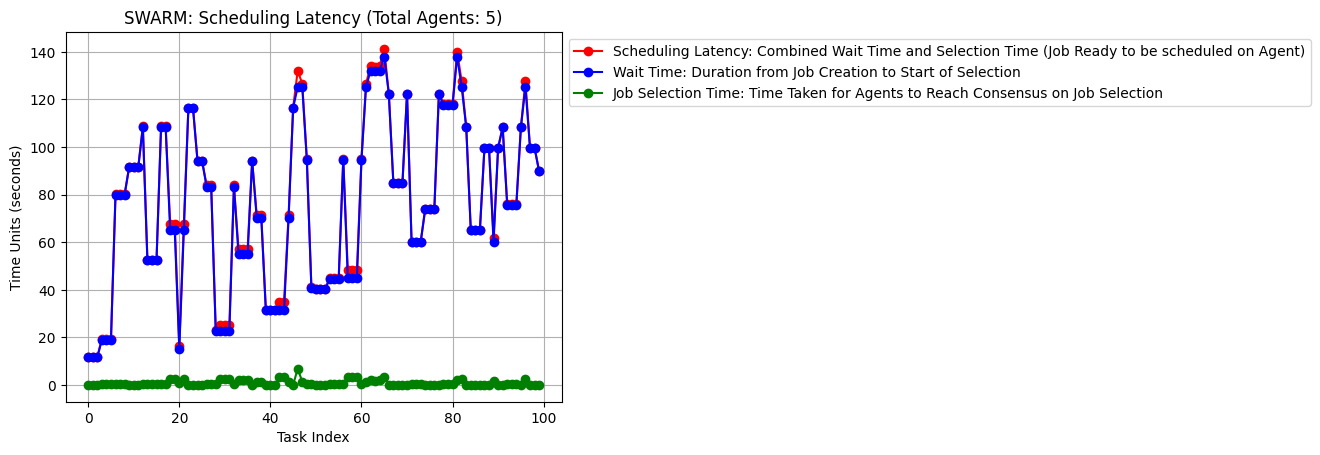 SWARM: Scheduling Latency (Total Agents: 5)
Scheduling Latency: Combined Wait Time and Selection Time (Job Ready to be scheduled on Agent)
Wait Time: Duration from Job Creation to Start of Selection
Job Selection Time: Time Taken for Agents to Reach Consensus on Job Selection
Time Units (seconds)
140
120
100
80
60
40
20
0
0
20
40
60
80
100
Task Index